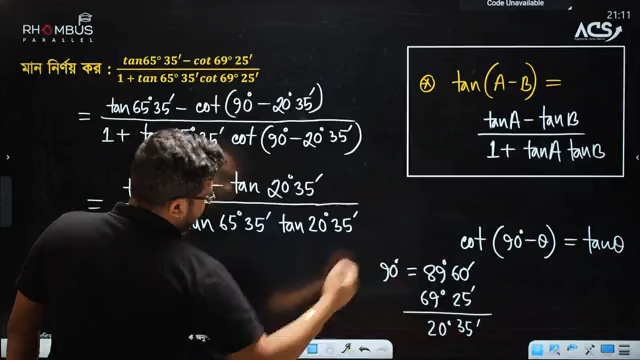 Code Unavailable
21:11
RHOMBUS
PARALLEL
ACS
মান নির্ণয় কর : tan65° 35′ – cot 69° 25′ / 1 + tan 65° 35′ cot 69° 25′
= tan 65°35′ – cot (90° – 20°35′) / 1 + 35′ cot (90° – 20°35′)
= – tan 20°35′ / 65°35′ tan 20°35′
tan (A–B) =
tanA – tanB / 1 + tanA tanB
cot (90° – θ) = tanθ
90° = 89° 60′
69° 25′
20° 35′